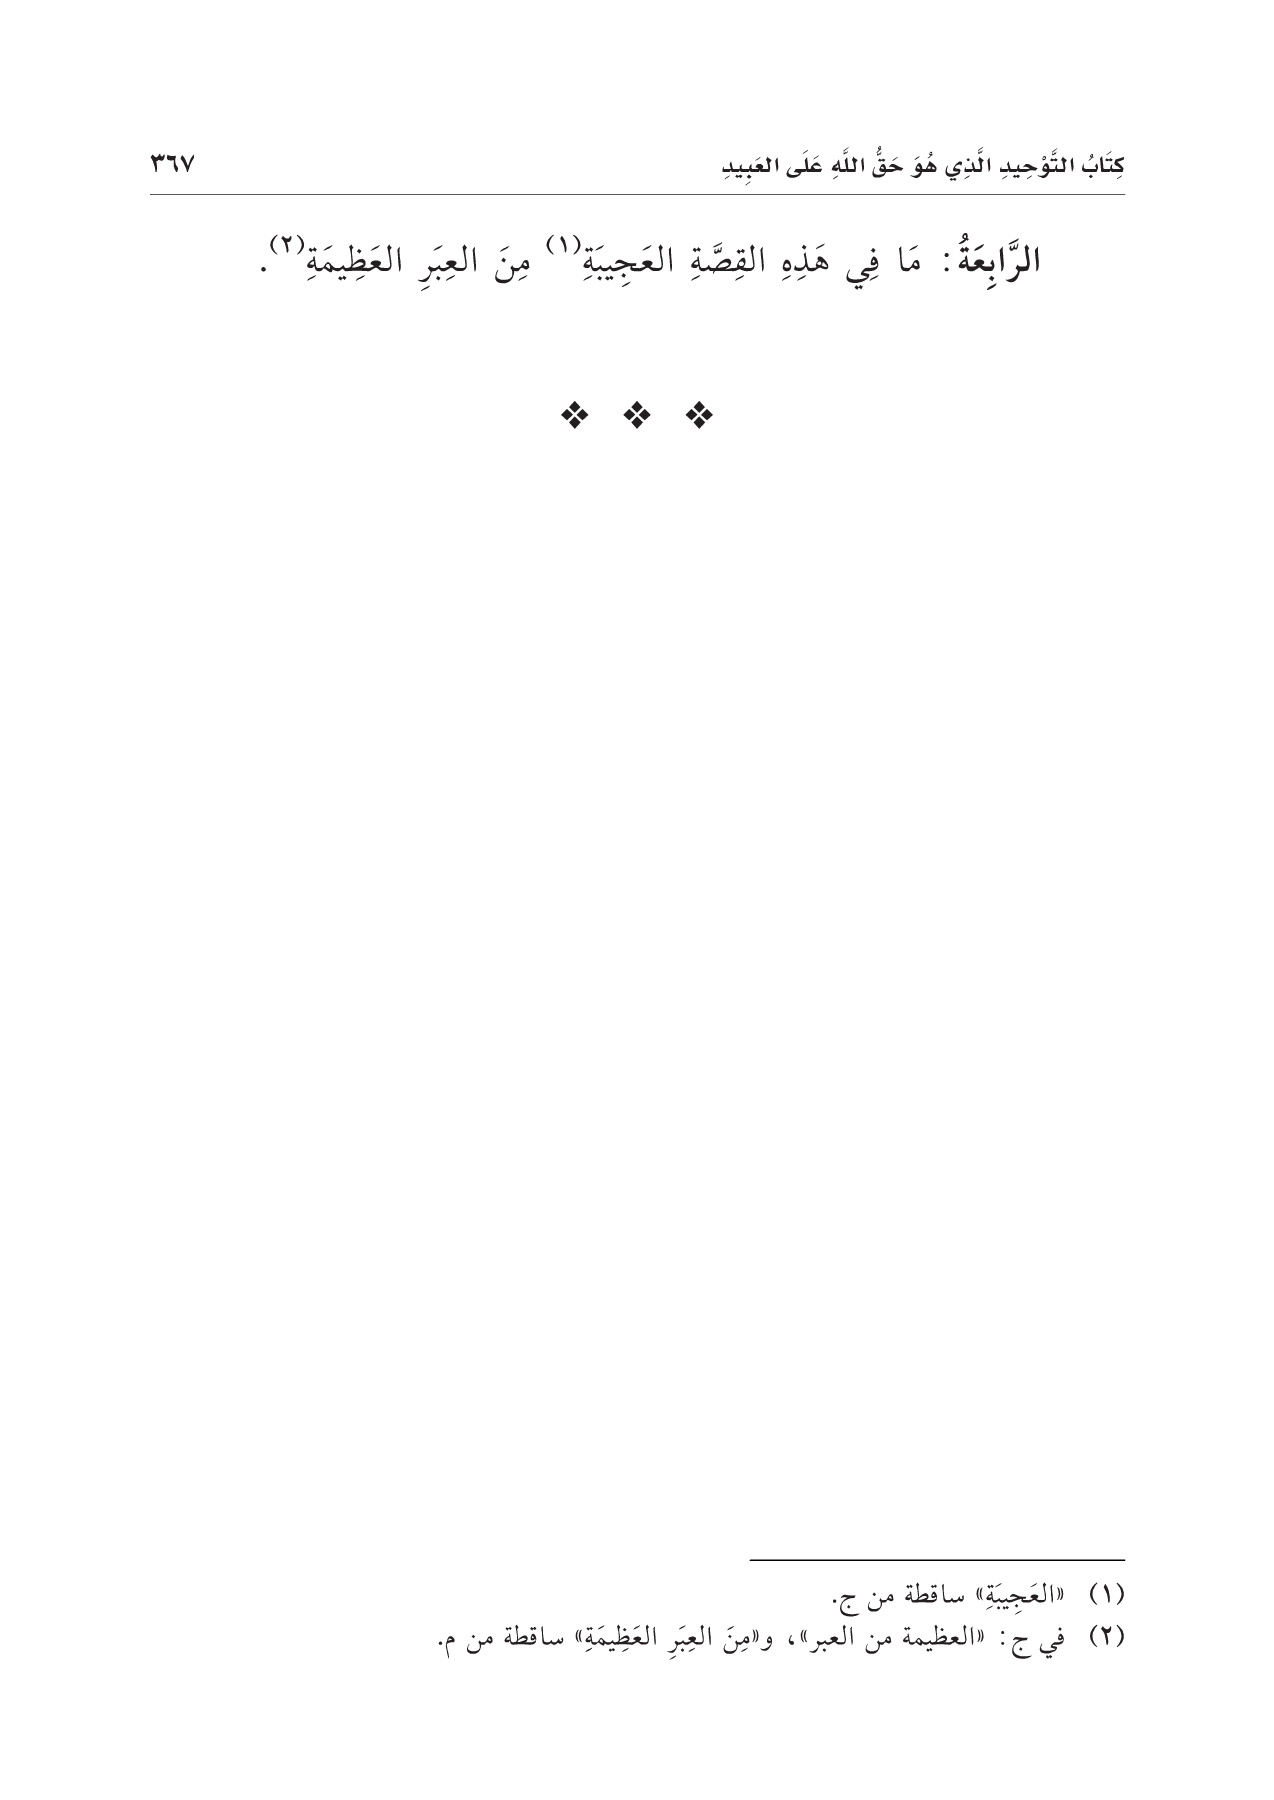 كِتَابُ التَّوْحِيدِ الَّذِي هُوَ حَقُّ اللَّهِ عَلَى العَبِيدِ ٣٦٧
الرَّابِعَةُ: مَا فِي هَذِهِ القِصَّةِ العَجِيبَةِ(١) مِنَ العِبَرِ العَظِيمَةِ(٢).
❖ ❖ ❖
(١) «العَجِيبَةِ» ساقطة من ج.
(٢) في ج: «العظيمة من العبر»، و«مِنَ العِبَرِ العَظِيمَةِ» ساقطة من م.